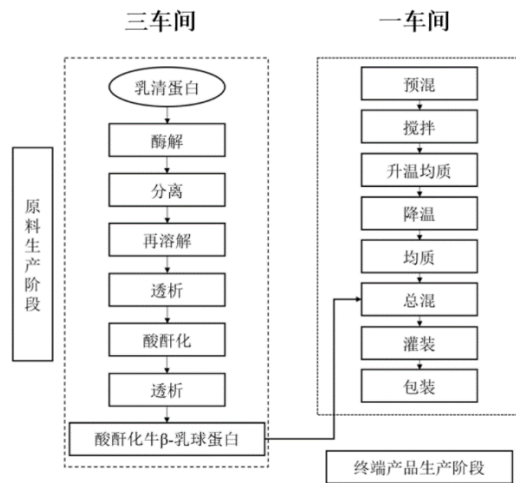 三车间
一车间
原料生产阶段
乳清蛋白
酶解
分离
再溶解
透析
酸酐化
透析
酸酐化牛β-乳球蛋白
预混
搅拌
升温均质
降温
均质
总混
灌装
包装
终端产品生产阶段